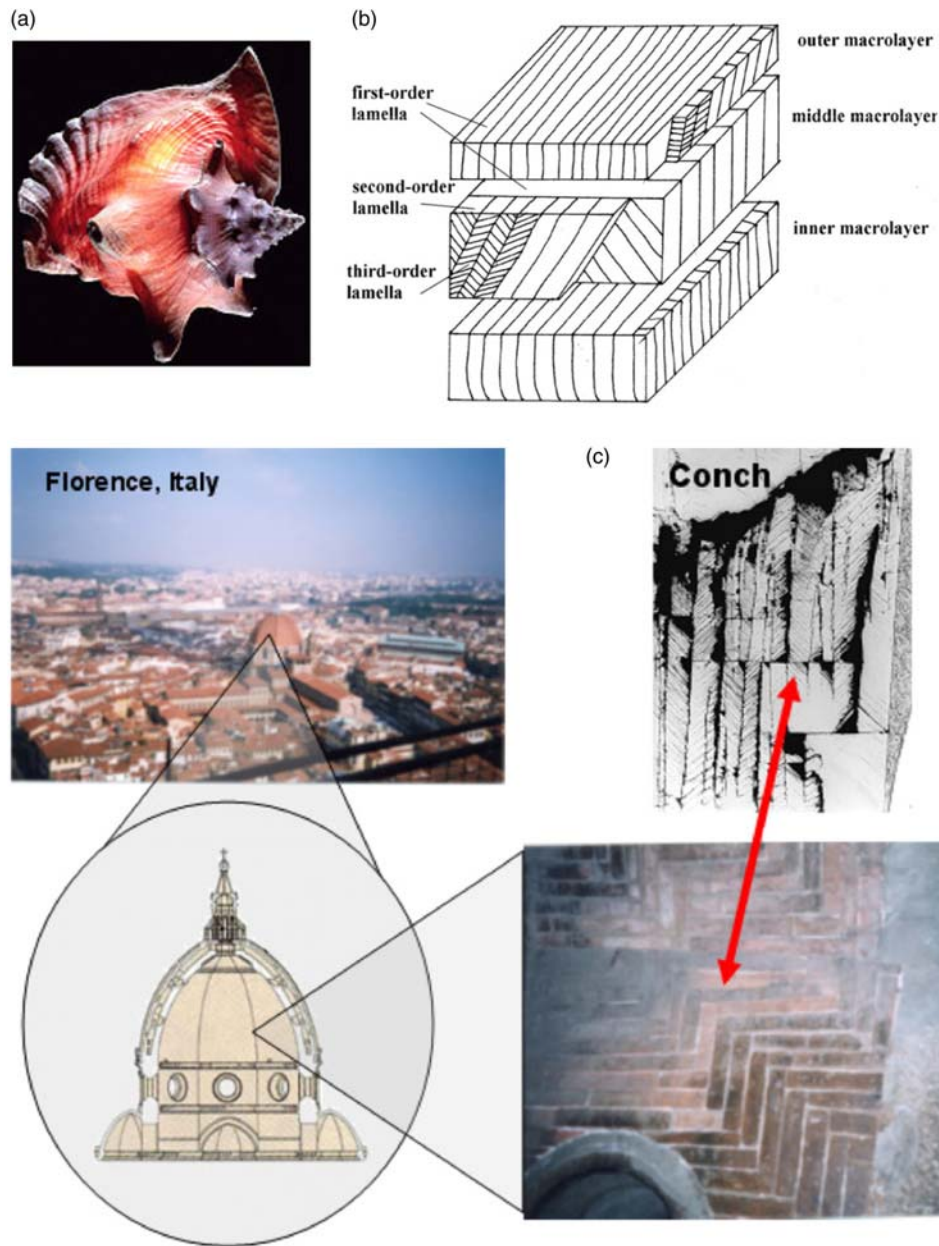 (a)
(b)
outer macrolayer
first-order
lamella
middle macrolayer
second-order
lamella
inner macrolayer
third-order
lamella
Florence, Italy
(c)
Conch